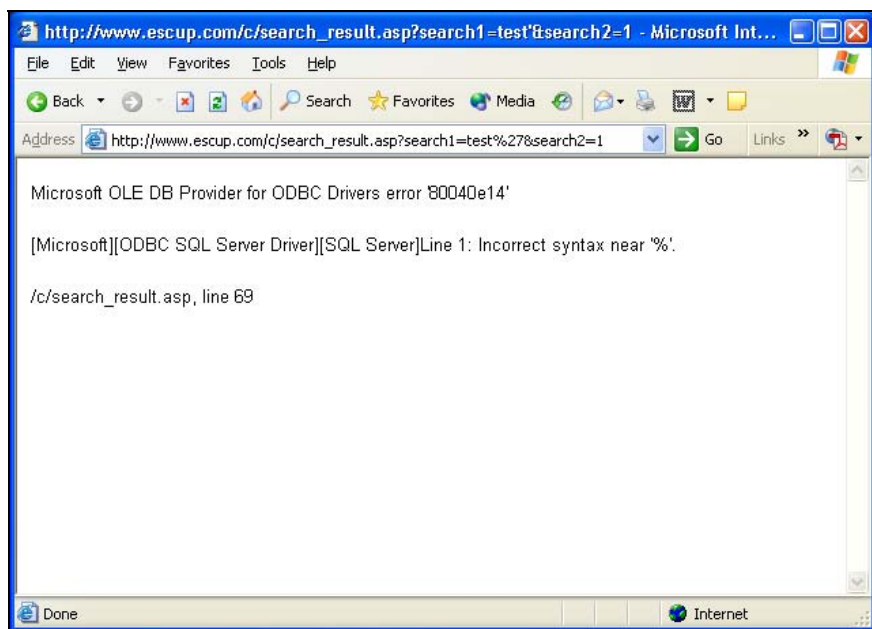 http://www.escup.com/c/search_result.asp?search1=test'&search2=1 - Microsoft Int...
File Edit View Favorites Tools Help
Back Search Favorites Media
Address http://www.escup.com/c/search_result.asp?search1=test%27&search2=1 Go Links »
Microsoft OLE DB Provider for ODBC Drivers error '80040e14'
[Microsoft][ODBC SQL Server Driver][SQL Server]Line 1: Incorrect syntax near '%'.
/c/search_result.asp, line 69
Done Internet